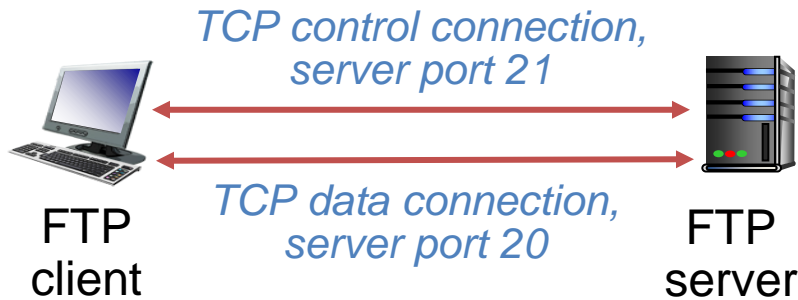 TCP control connection,
server port 21
TCP data connection,
server port 20
FTP
client
FTP
server